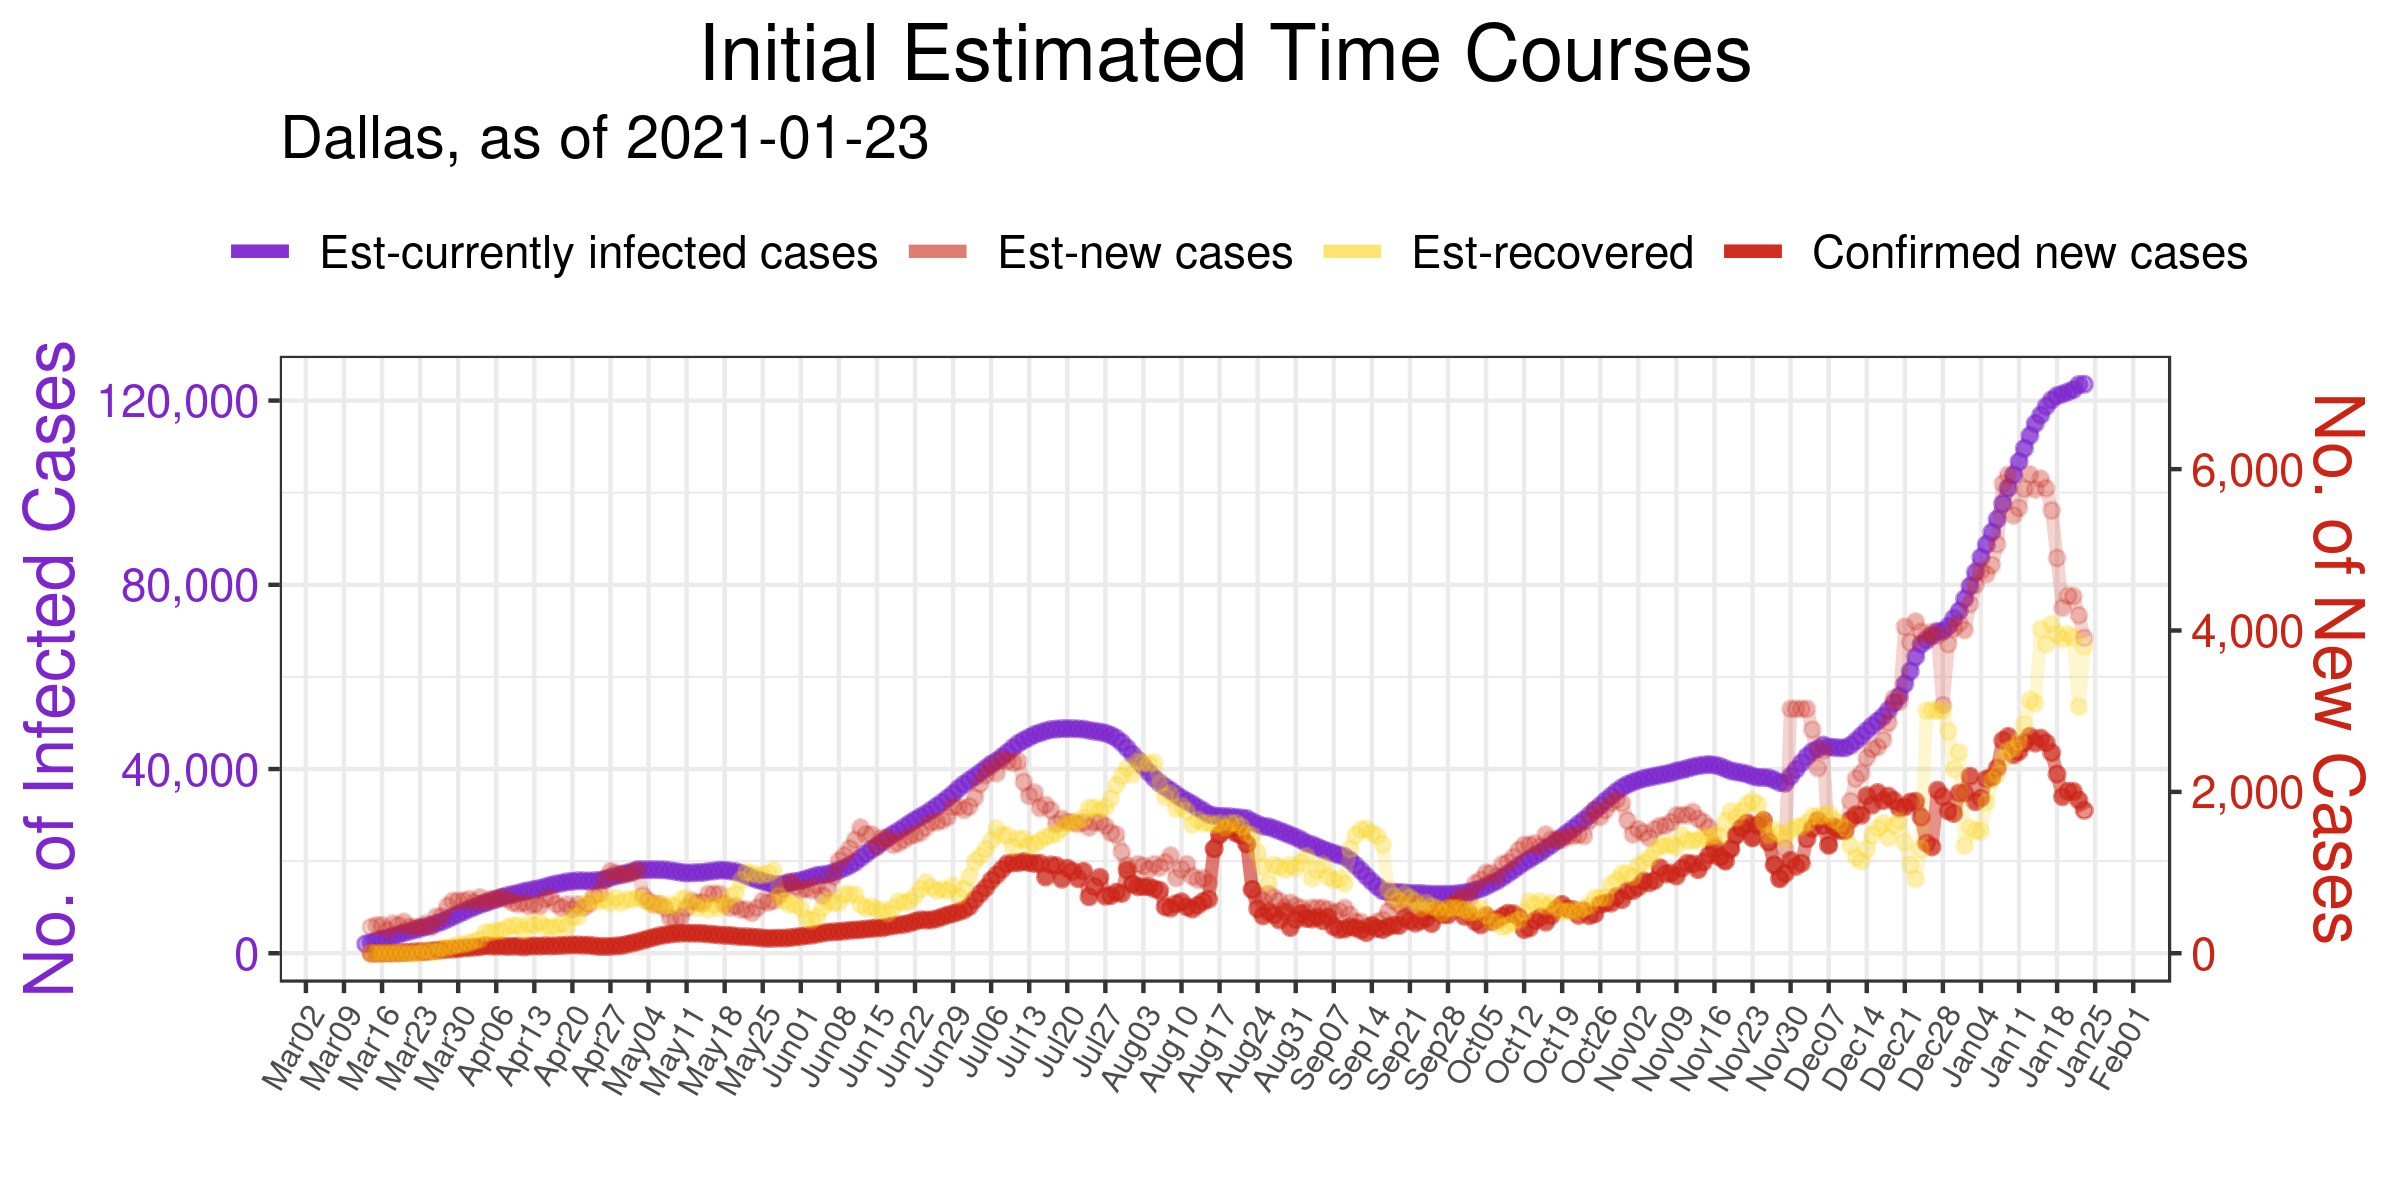 Initial Estimated Time Courses
Dallas, as of 2021-01-23
Est-currently infected cases
Est-new cases
Est-recovered
Confirmed new cases
No. of Infected Cases
120,000
80,000
40,000
0
6,000
4,000
2,000
0
No. of New Cases
Mar02
Mar09
Mar16
Mar23
Mar30
Apr06
Apr13
Apr20
Apr27
May04
May11
May18
May25
Jun01
Jun08
Jun15
Jun22
Jun29
Jul06
Jul13
Jul20
Jul27
Aug03
Aug10
Aug17
Aug24
Aug31
Sep07
Sep14
Sep21
Sep28
Oct05
Oct12
Oct19
Oct26
Nov02
Nov09
Nov16
Nov23
Nov30
Dec07
Dec14
Dec21
Dec28
Jan04
Jan11
Jan18
Jan25
Feb01